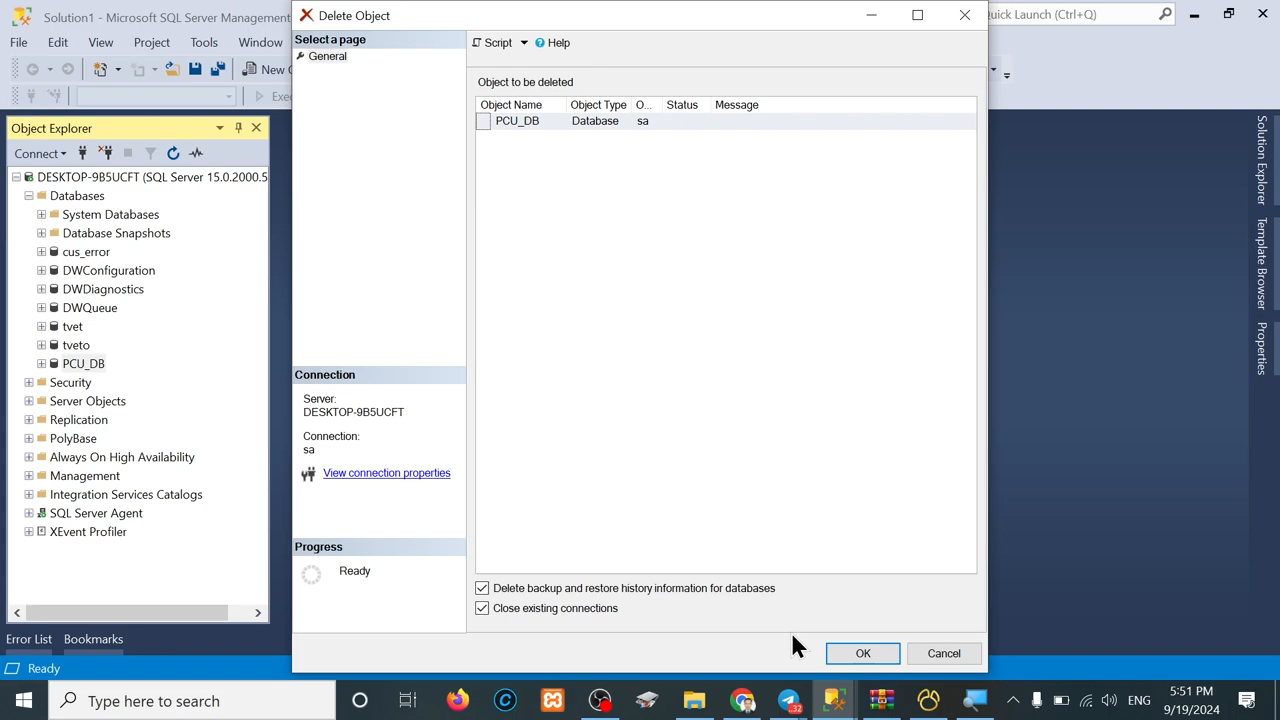 Solution1 - SQL Server Management
Delete Object
Quick Launch (Ctrl+Q)
File
Edit
View
Project
Tools
Window
Select a page
General
Script
Help
New
Exec
Object to be deleted
Object Name
Object Type
O...
Status
Message
PCU_DB
Database
sa
Object Explorer
Connect
DESKTOP-9B5UCFT (SQL Server 15.0.2000.5
Databases
System Databases
Database Snapshots
cus_error
DWConfiguration
DWDiagnostics
DWQueue
tvet
tveto
PCU_DB
Security
Server Objects
Replication
PolyBase
Always On High Availability
Management
Integration Services Catalogs
SQL Server Agent
XEvent Profiler
Connection
Server:
DESKTOP-9B5UCFT
Connection:
sa
View connection properties
Progress
Ready
Delete backup and restore history information for databases
Close existing connections
OK
Cancel
Solution Explorer
Template Browser
Properties
Error List
Bookmarks
Ready
Type here to search
32
ENG
5:51 PM
9/19/2024